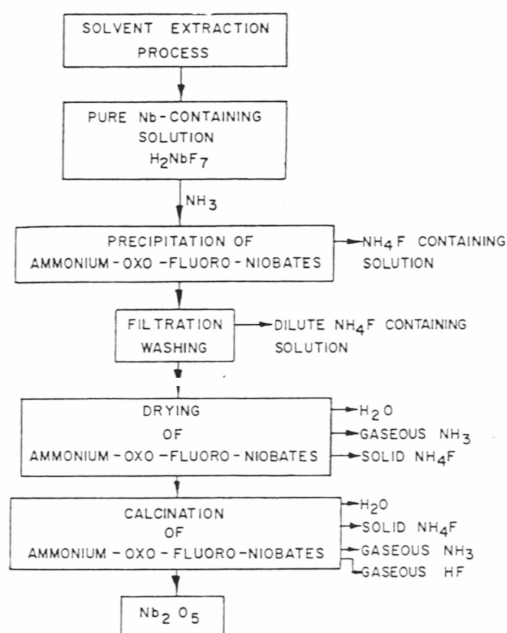 SOLVENT EXTRACTION
PROCESS
PURE Nb-CONTAINING
SOLUTION
H₂NbF₇
NH₃
PRECIPITATION OF
AMMONIUM-OXO-FLUORO-NIOBATES
NH₄F CONTAINING
SOLUTION
FILTRATION
WASHING
DILUTE NH₄F CONTAINING
SOLUTION
DRYING
OF
AMMONIUM-OXO-FLUORO-NIOBATES
H₂O
GASEOUS NH₃
SOLID NH₄F
CALCINATION
OF
AMMONIUM-OXO-FLUORO-NIOBATES
H₂O
SOLID NH₄F
GASEOUS NH₃
GASEOUS HF
Nb₂O₅